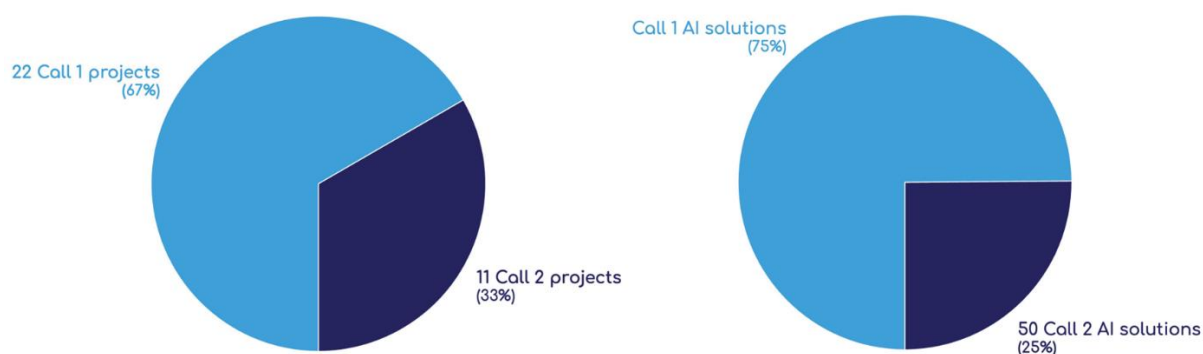 22 Call 1 projects
(67%)
11 Call 2 projects
(33%)
Call 1 AI solutions
(75%)
50 Call 2 AI solutions
(25%)